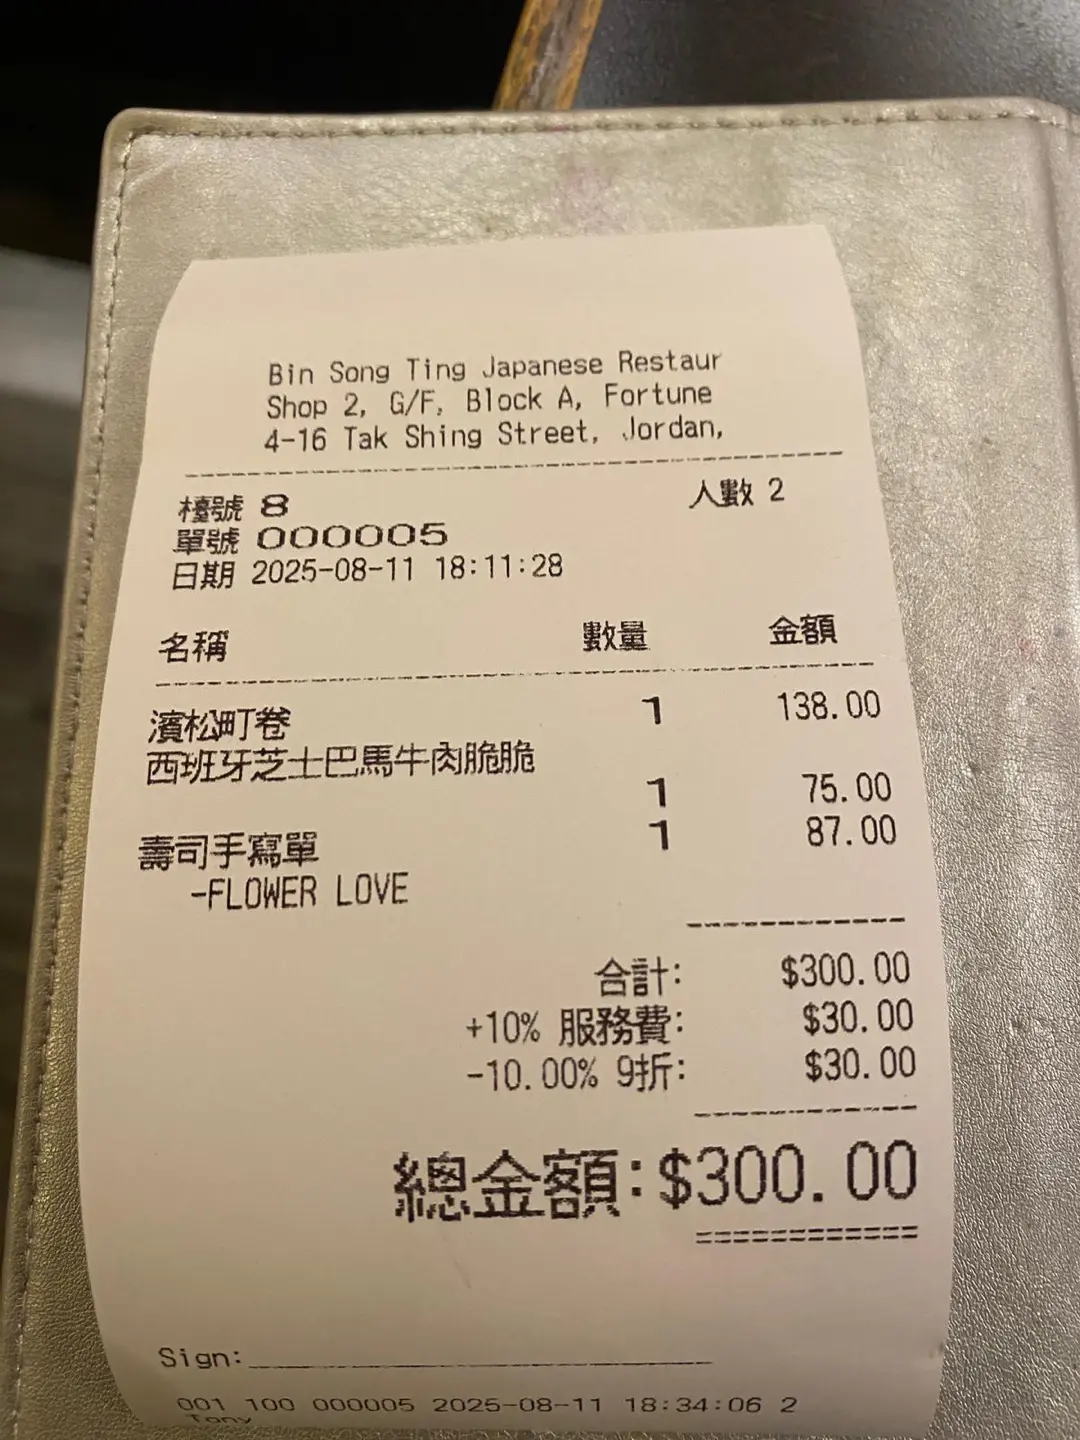 Bin Song Ting Japanese Restaur
Shop 2, G/F, Block A, Fortune
4-16 Tak Shing Street, Jordan,
檯號 8 人數 2
單號 000005
日期 2025-08-11 18:11:28
名稱 數量 金額
濱松町卷 1 138.00
西班牙芝士巴馬牛肉脆脆
1 75.00
壽司手寫單 1 87.00
-FLOWER LOVE
合計: $300.00
+10% 服務費: $30.00
-10.00% 9折: $30.00
總金額: $300.00
Sign:
001 100 000005 2025-08-11 18:34:06 2
Tony